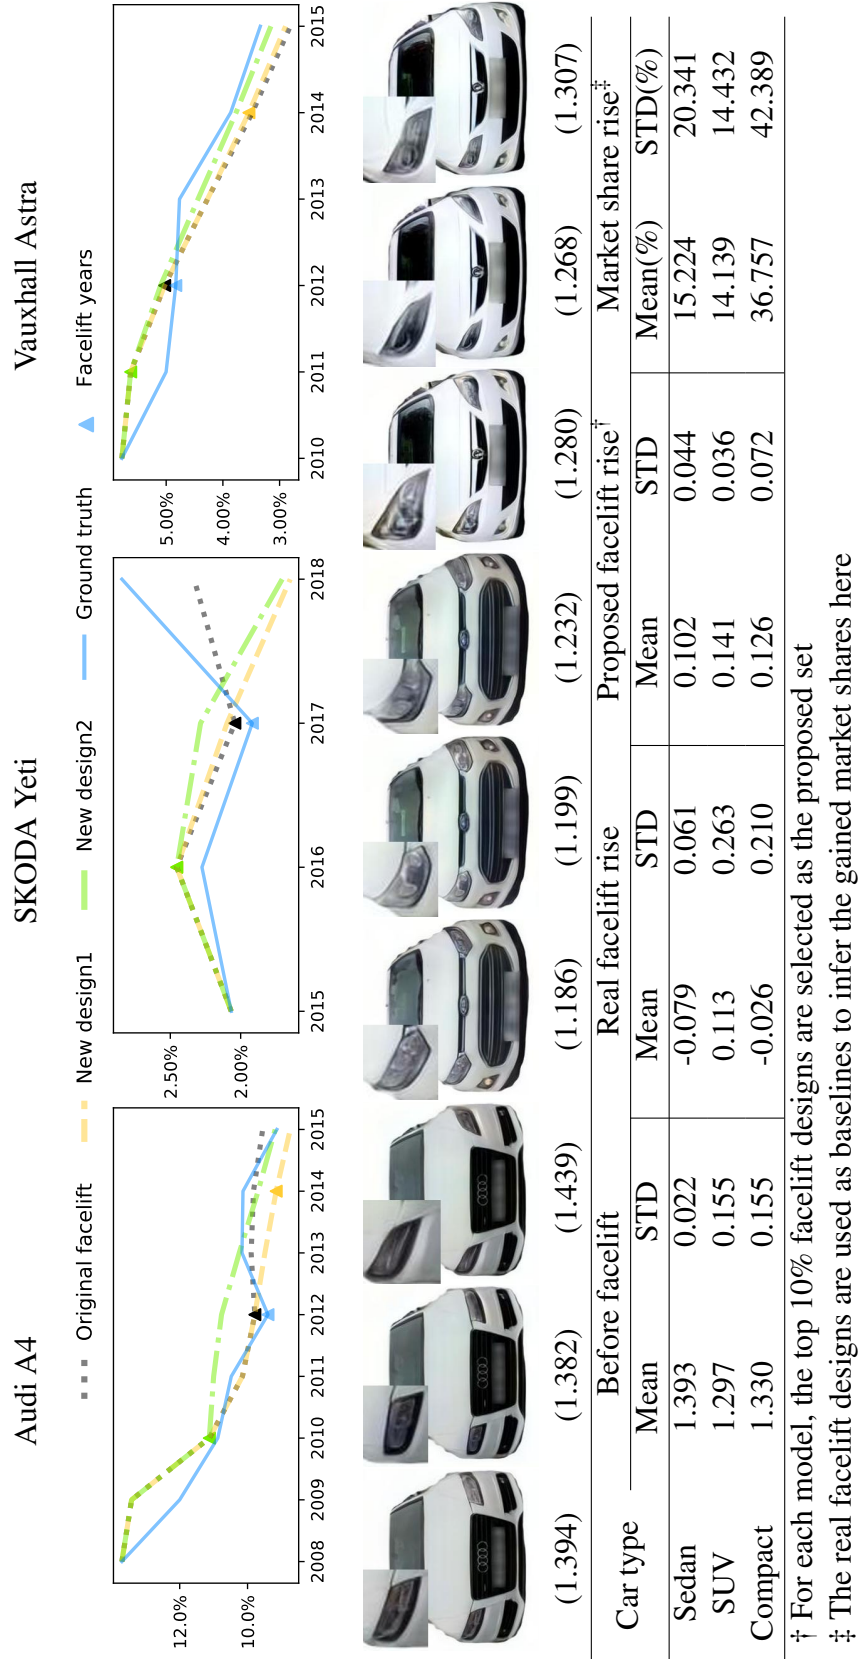 Audi A4 SKODA Yeti Vauxhall Astra
Original facelift New design1 New design2 Ground truth Facelift years
12.0%
10.0%
2008 2009 2010 2011 2012 2013 2014 2015
2.50%
2.00%
2015 2016 2017 2018
5.00%
4.00%
3.00%
2010 2011 2012 2013 2014 2015
(1.394) (1.382) (1.439) (1.186) (1.199) (1.232) (1.280) (1.268) (1.307)
Car type Before facelift Real facelift rise Proposed facelift rise† Market share rise‡
Mean STD Mean STD Mean STD Mean(%) STD(%)
Sedan 1.393 0.022 -0.079 0.061 0.102 0.044 15.224 20.341
SUV 1.297 0.155 0.113 0.263 0.141 0.036 14.139 14.432
Compact 1.330 0.155 -0.026 0.210 0.126 0.072 36.757 42.389
† For each model, the top 10% facelift designs are selected as the proposed set
‡ The real facelift designs are used as baselines to infer the gained market shares here